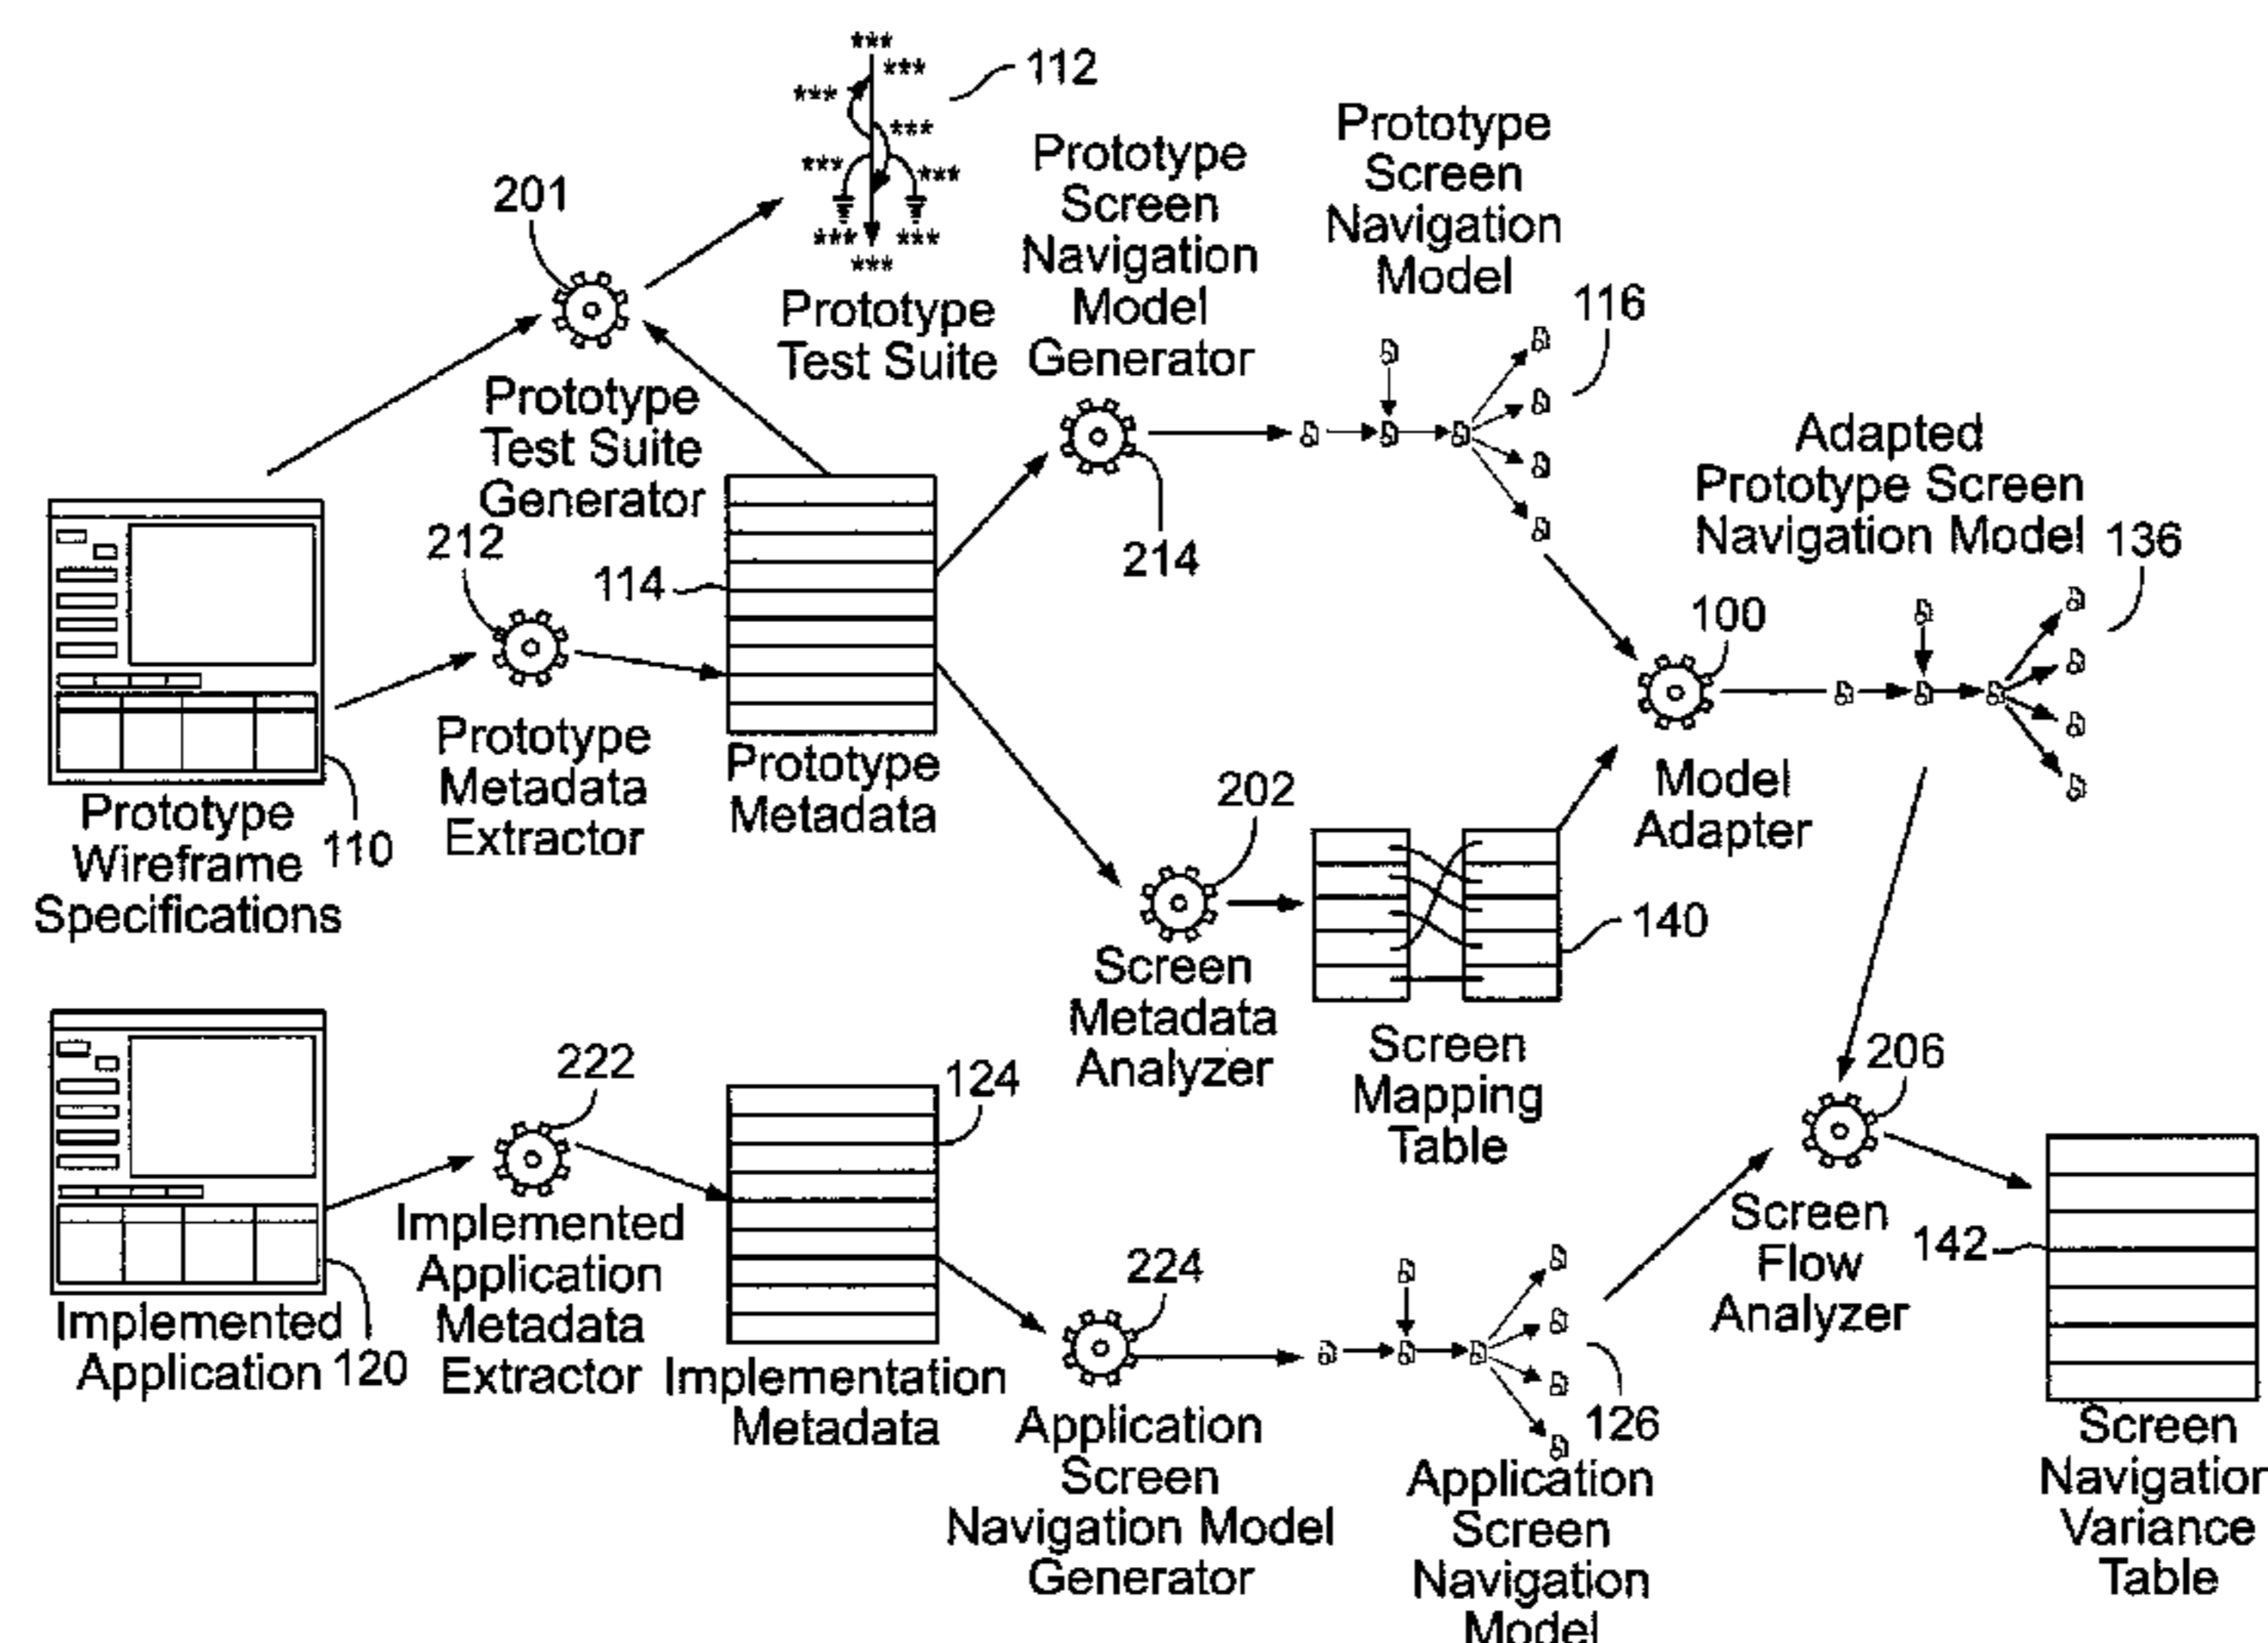 ***
***
***
***
***
***
***
***
***
112
201
Prototype
Test Suite
Prototype
Screen
Navigation
Model
Generator
Prototype
Screen
Navigation
Model
116
Prototype
Test Suite
Generator
212
114
214
Adapted
Prototype Screen
Navigation Model
136
100
Prototype
Wireframe
Specifications
110
Prototype
Metadata
Extractor
Prototype
Metadata
202
Model
Adapter
140
Screen
Metadata
Analyzer
Screen
Mapping
Table
206
222
124
Implemented
Application
120
Implemented
Application
Metadata
Extractor
Implementation
Metadata
224
Screen
Flow
Analyzer
142
126
Application
Screen
Navigation Model
Generator
Application
Screen
Navigation
Model
Screen
Navigation
Variance
Table